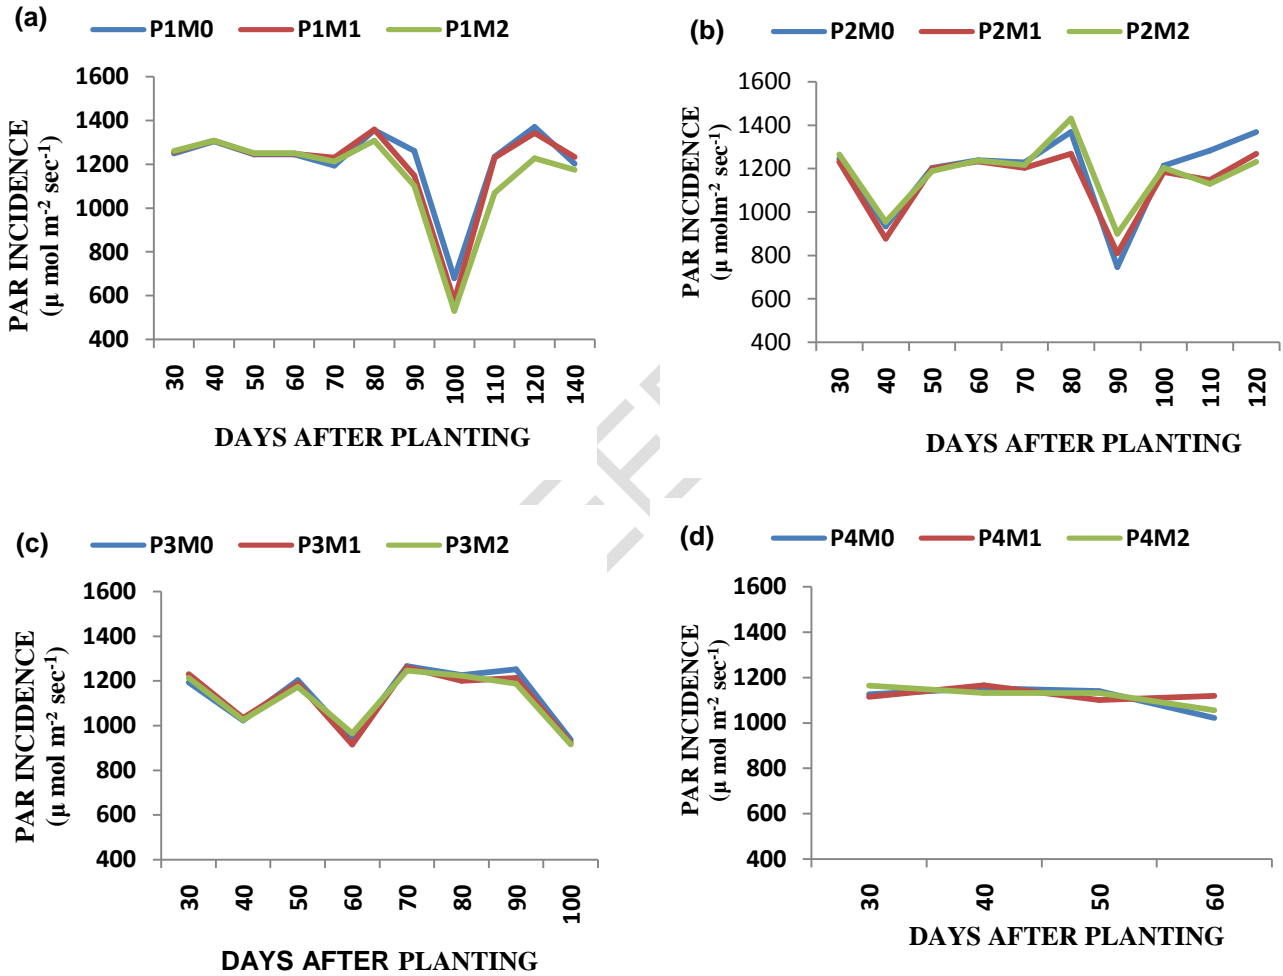 (a) P1M0 P1M1 P1M2
1600
1400
1200
1000
800
600
400
PAR INCIDENCE
(µ mol m-2 sec-1)
30 40 50 60 70 80 90 100 110 120 140
DAYS AFTER PLANTING
(b) P2M0 P2M1 P2M2
1600
1400
1200
1000
800
600
400
PAR INCIDENCE
(µ molm-2 sec-1)
30 40 50 60 70 80 90 100 110 120
DAYS AFTER PLANTING
(c) P3M0 P3M1 P3M2
1600
1400
1200
1000
800
600
400
PAR INCIDENCE
(µ mol m-2 sec-1)
30 40 50 60 70 80 90 100
DAYS AFTER PLANTING
(d) P4M0 P4M1 P4M2
1600
1400
1200
1000
800
600
400
PAR INCIDENCE
(µ mol m-2 sec-1)
30 40 50 60
DAYS AFTER PLANTING